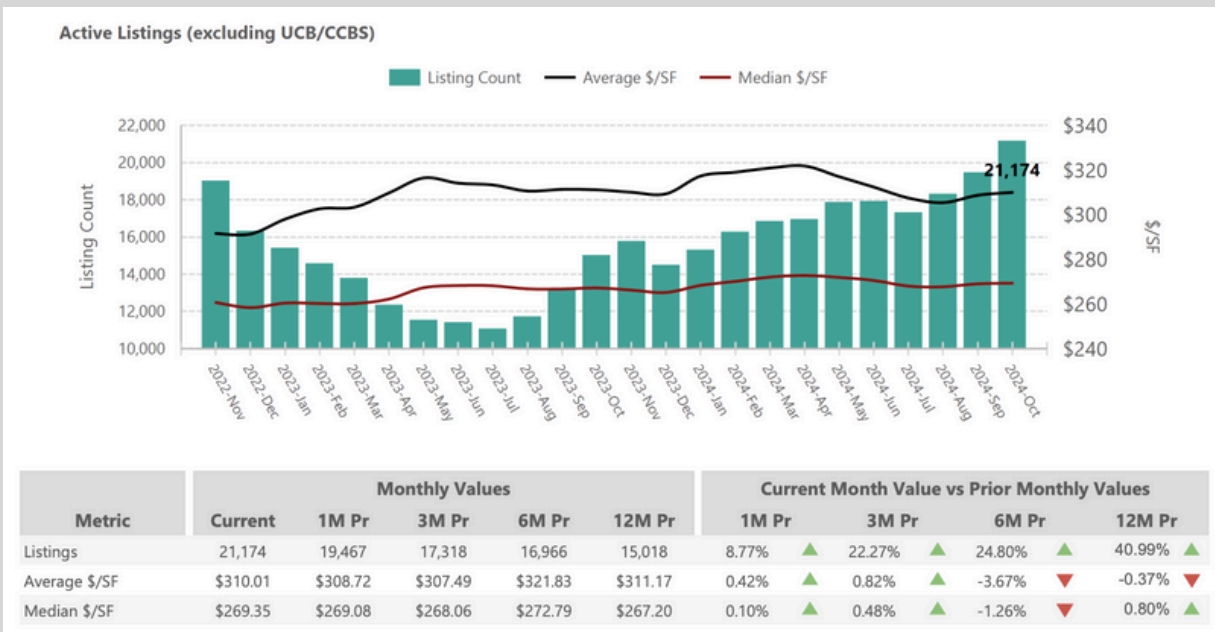 Active Listings (excluding UCB/CCBS)
Listing Count Average $/SF Median $/SF
22,000
20,000
18,000
16,000
14,000
12,000
10,000
Listing Count
$340
$320
$300
$280
$260
$240
$/SF
21,174
2022-Nov
2022-Dec
2023-Jan
2023-Feb
2023-Mar
2023-Apr
2023-May
2023-Jun
2023-Jul
2023-Aug
2023-Sep
2023-Oct
2023-Nov
2023-Dec
2024-Jan
2024-Feb
2024-Mar
2024-Apr
2024-May
2024-Jun
2024-Jul
2024-Aug
2024-Sep
2024-Oct
Monthly Values Current Month Value vs Prior Monthly Values
Metric Current 1M Pr 3M Pr 6M Pr 12M Pr 1M Pr 3M Pr 6M Pr 12M Pr
Listings 21,174 19,467 17,318 16,966 15,018 8.77% 22.27% 24.80% 40.99%
Average $/SF $310.01 $308.72 $307.49 $321.83 $311.17 0.42% 0.82% -3.67% -0.37%
Median $/SF $269.35 $269.08 $268.06 $272.79 $267.20 0.10% 0.48% -1.26% 0.80%